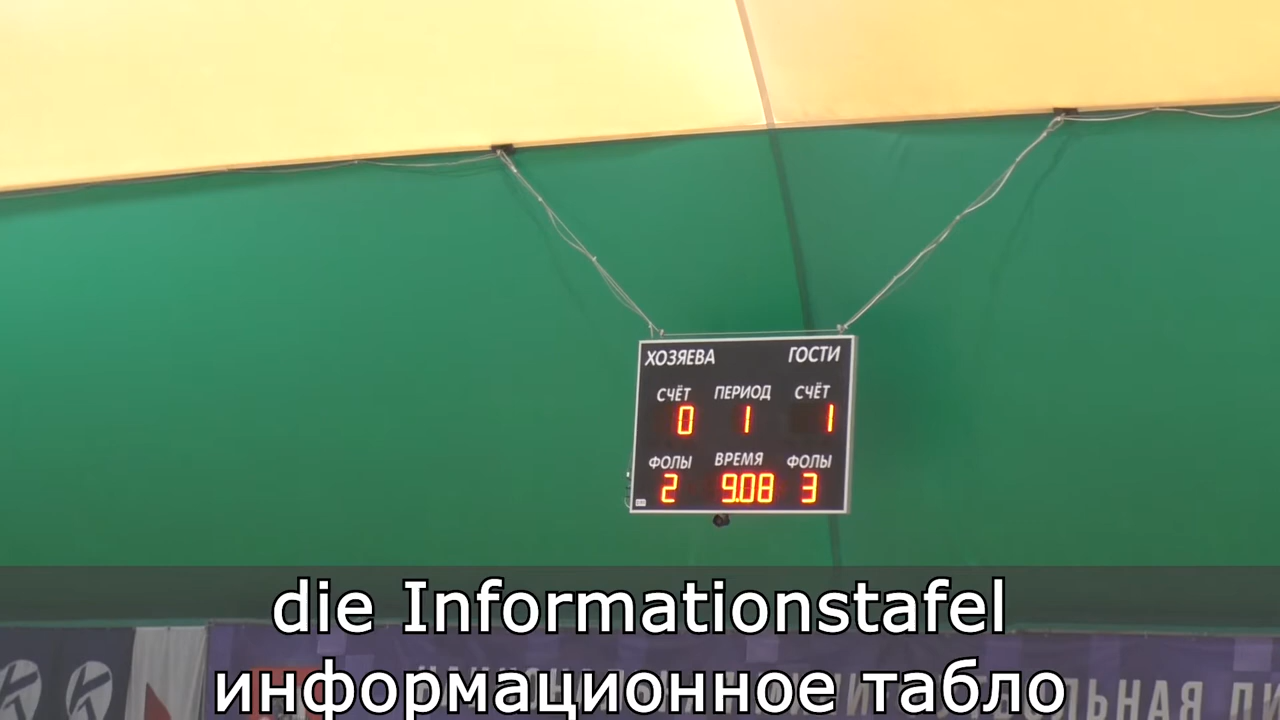 ХОЗЯЕВА ГОСТИ
СЧЁТ ПЕРИОД СЧЁТ
0 1 1
ФОЛЫ ВРЕМЯ ФОЛЫ
2 9.08 3
die Informationstafel
информационное табло